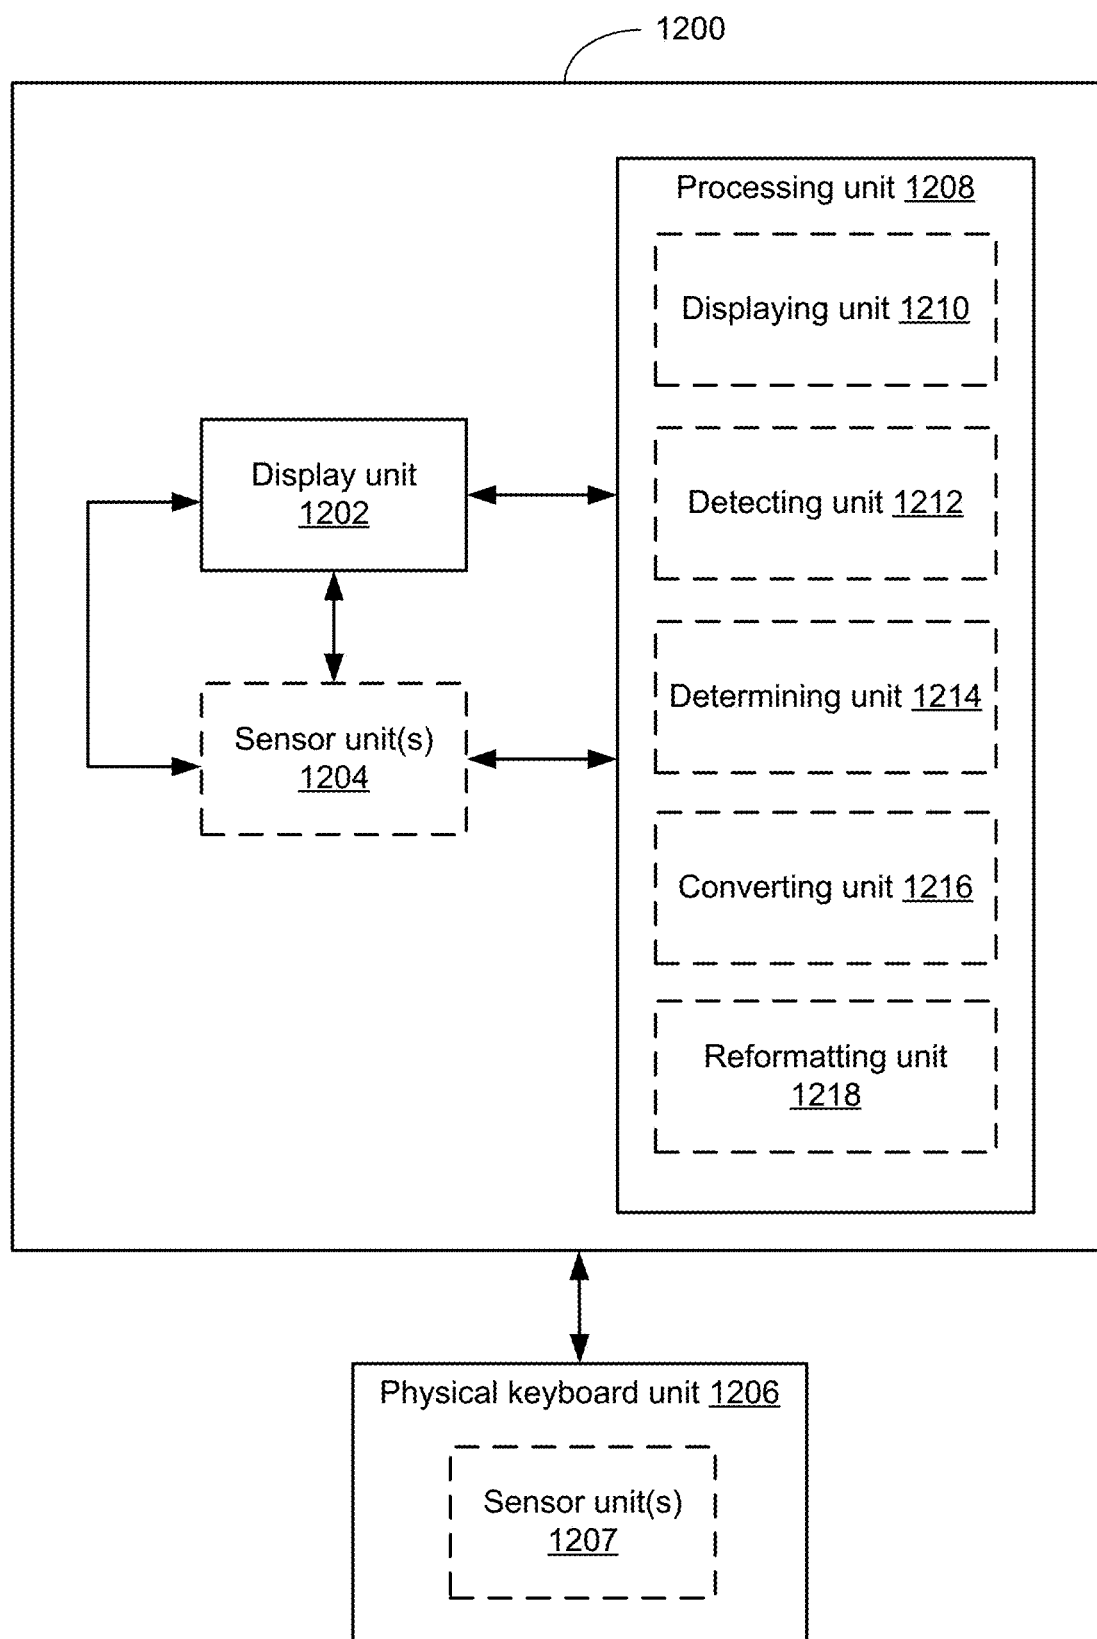 1200
Processing unit 1208
Displaying unit 1210
Display unit
1202
Detecting unit 1212
Determining unit 1214
Sensor unit(s)
1204
Converting unit 1216
Reformatting unit
1218
Physical keyboard unit 1206
Sensor unit(s)
1207